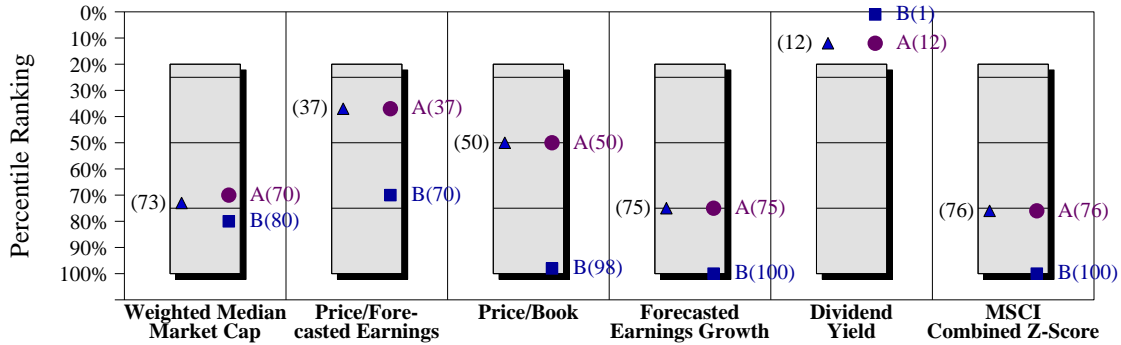 Percentile Ranking
0%
10%
20%
30%
40%
50%
60%
70%
80%
90%
100%
(73)
A(70)
B(80)
(37)
A(37)
B(70)
(50)
A(50)
B(98)
(75)
A(75)
B(100)
B(1)
(12)
A(12)
(76)
A(76)
B(100)
Weighted Median
Market Cap
Price/Fore-
casted Earnings
Price/Book
Forecasted
Earnings Growth
Dividend
Yield
MSCI
Combined Z-Score